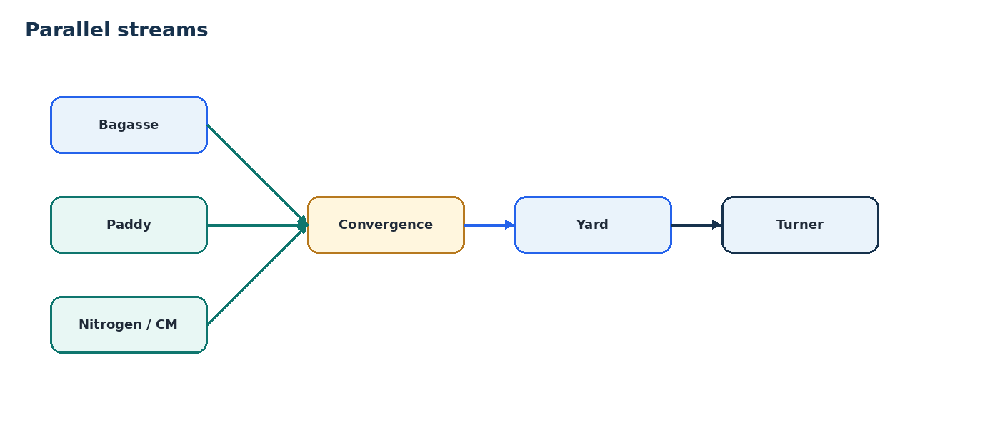 Parallel streams
Bagasse
Paddy
Convergence
Yard
Turner
Nitrogen / CM